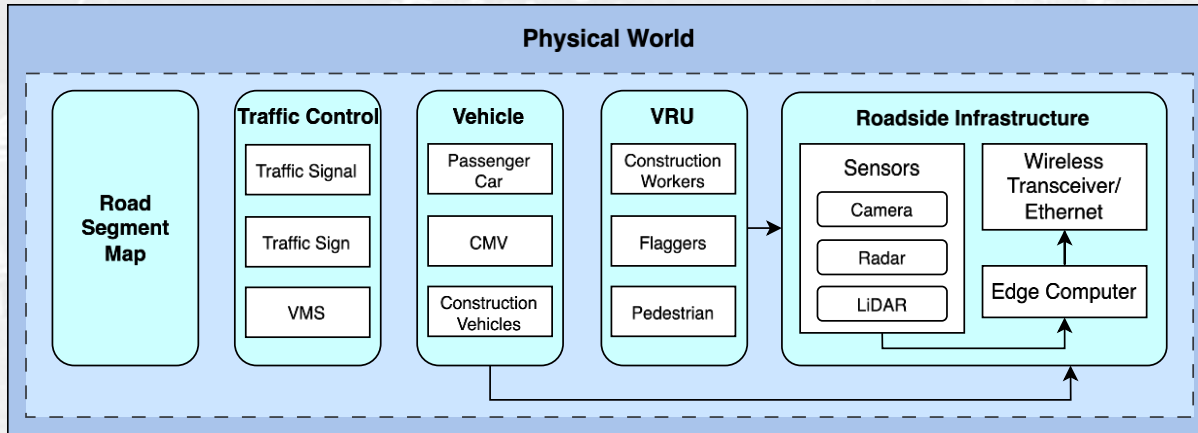 Physical World
Road
Segment
Map
Traffic Control
Traffic Signal
Traffic Sign
VMS
Vehicle
Passenger
Car
CMV
Construction
Vehicles
VRU
Construction
Workers
Flaggers
Pedestrian
Roadside Infrastructure
Sensors
Camera
Radar
LiDAR
Wireless
Transceiver/
Ethernet
Edge Computer